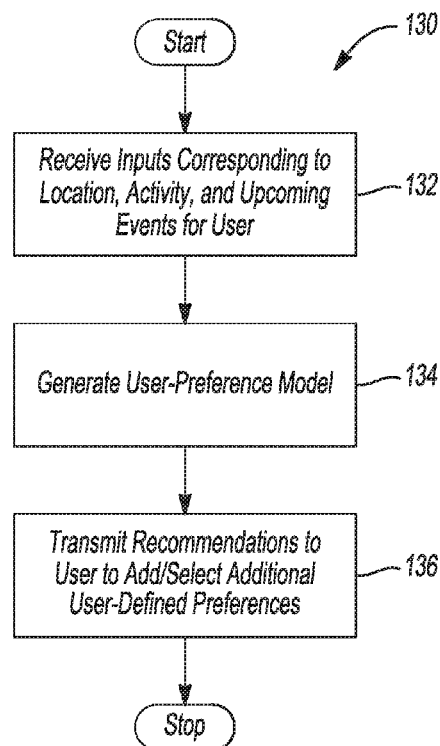 Start
130
Receive Inputs Corresponding to
Location, Activity, and Upcoming
Events for User
132
Generate User-Preference Model
134
Transmit Recommendations to
User to Add/Select Additional
User-Defined Preferences
136
Stop